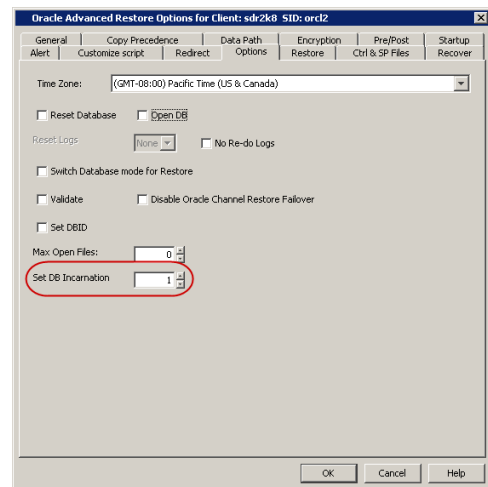 Oracle Advanced Restore Options for Client: sdr2k8 SID: orcl2
General Copy Precedence Data Path Encryption Pre/Post Startup
Alert Customize script Redirect Options Restore Ctrl & SP Files Recover
Time Zone: (GMT-08:00) Pacific Time (US & Canada)
Reset Database Open DB
Reset Logs None No Re-do Logs
Switch Database mode for Restore
Validate Disable Oracle Channel Restore Failover
Set DBID
Max Open Files: 0
Set DB Incarnation 1
OK Cancel Help